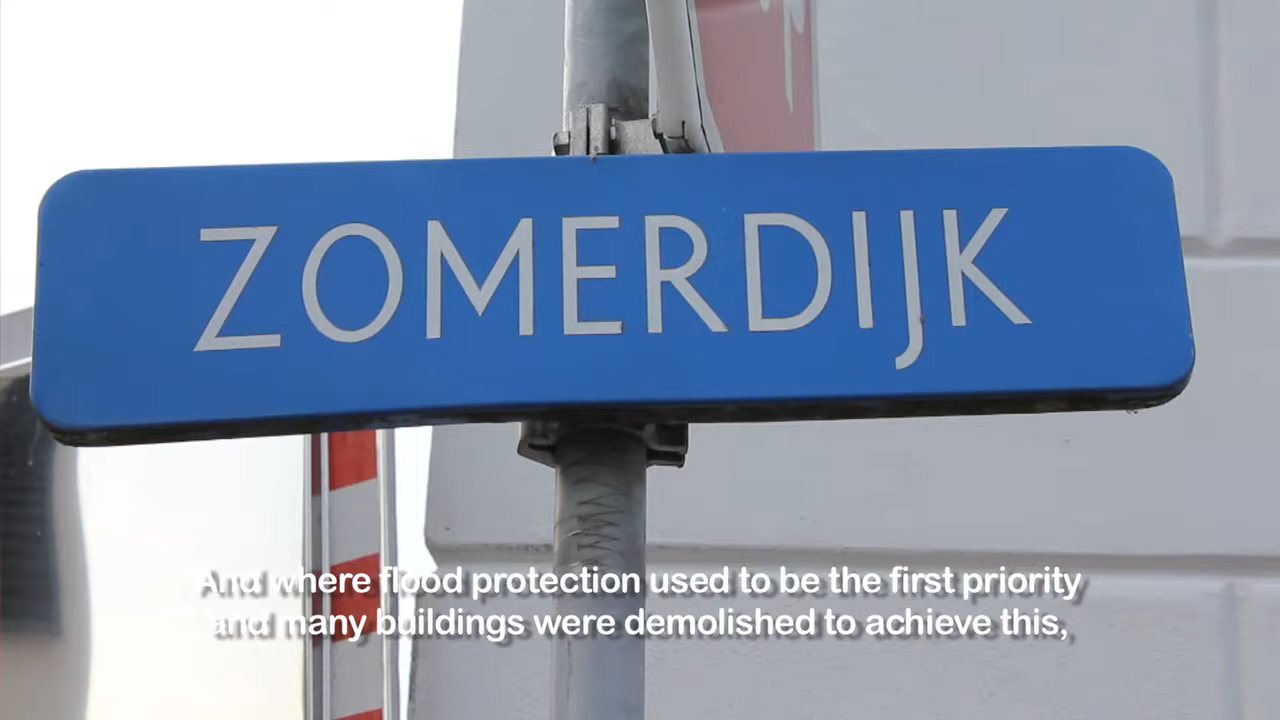 ZOMERDIJK
And where flood protection used to be the first priority
and many buildings were demolished to achieve this,